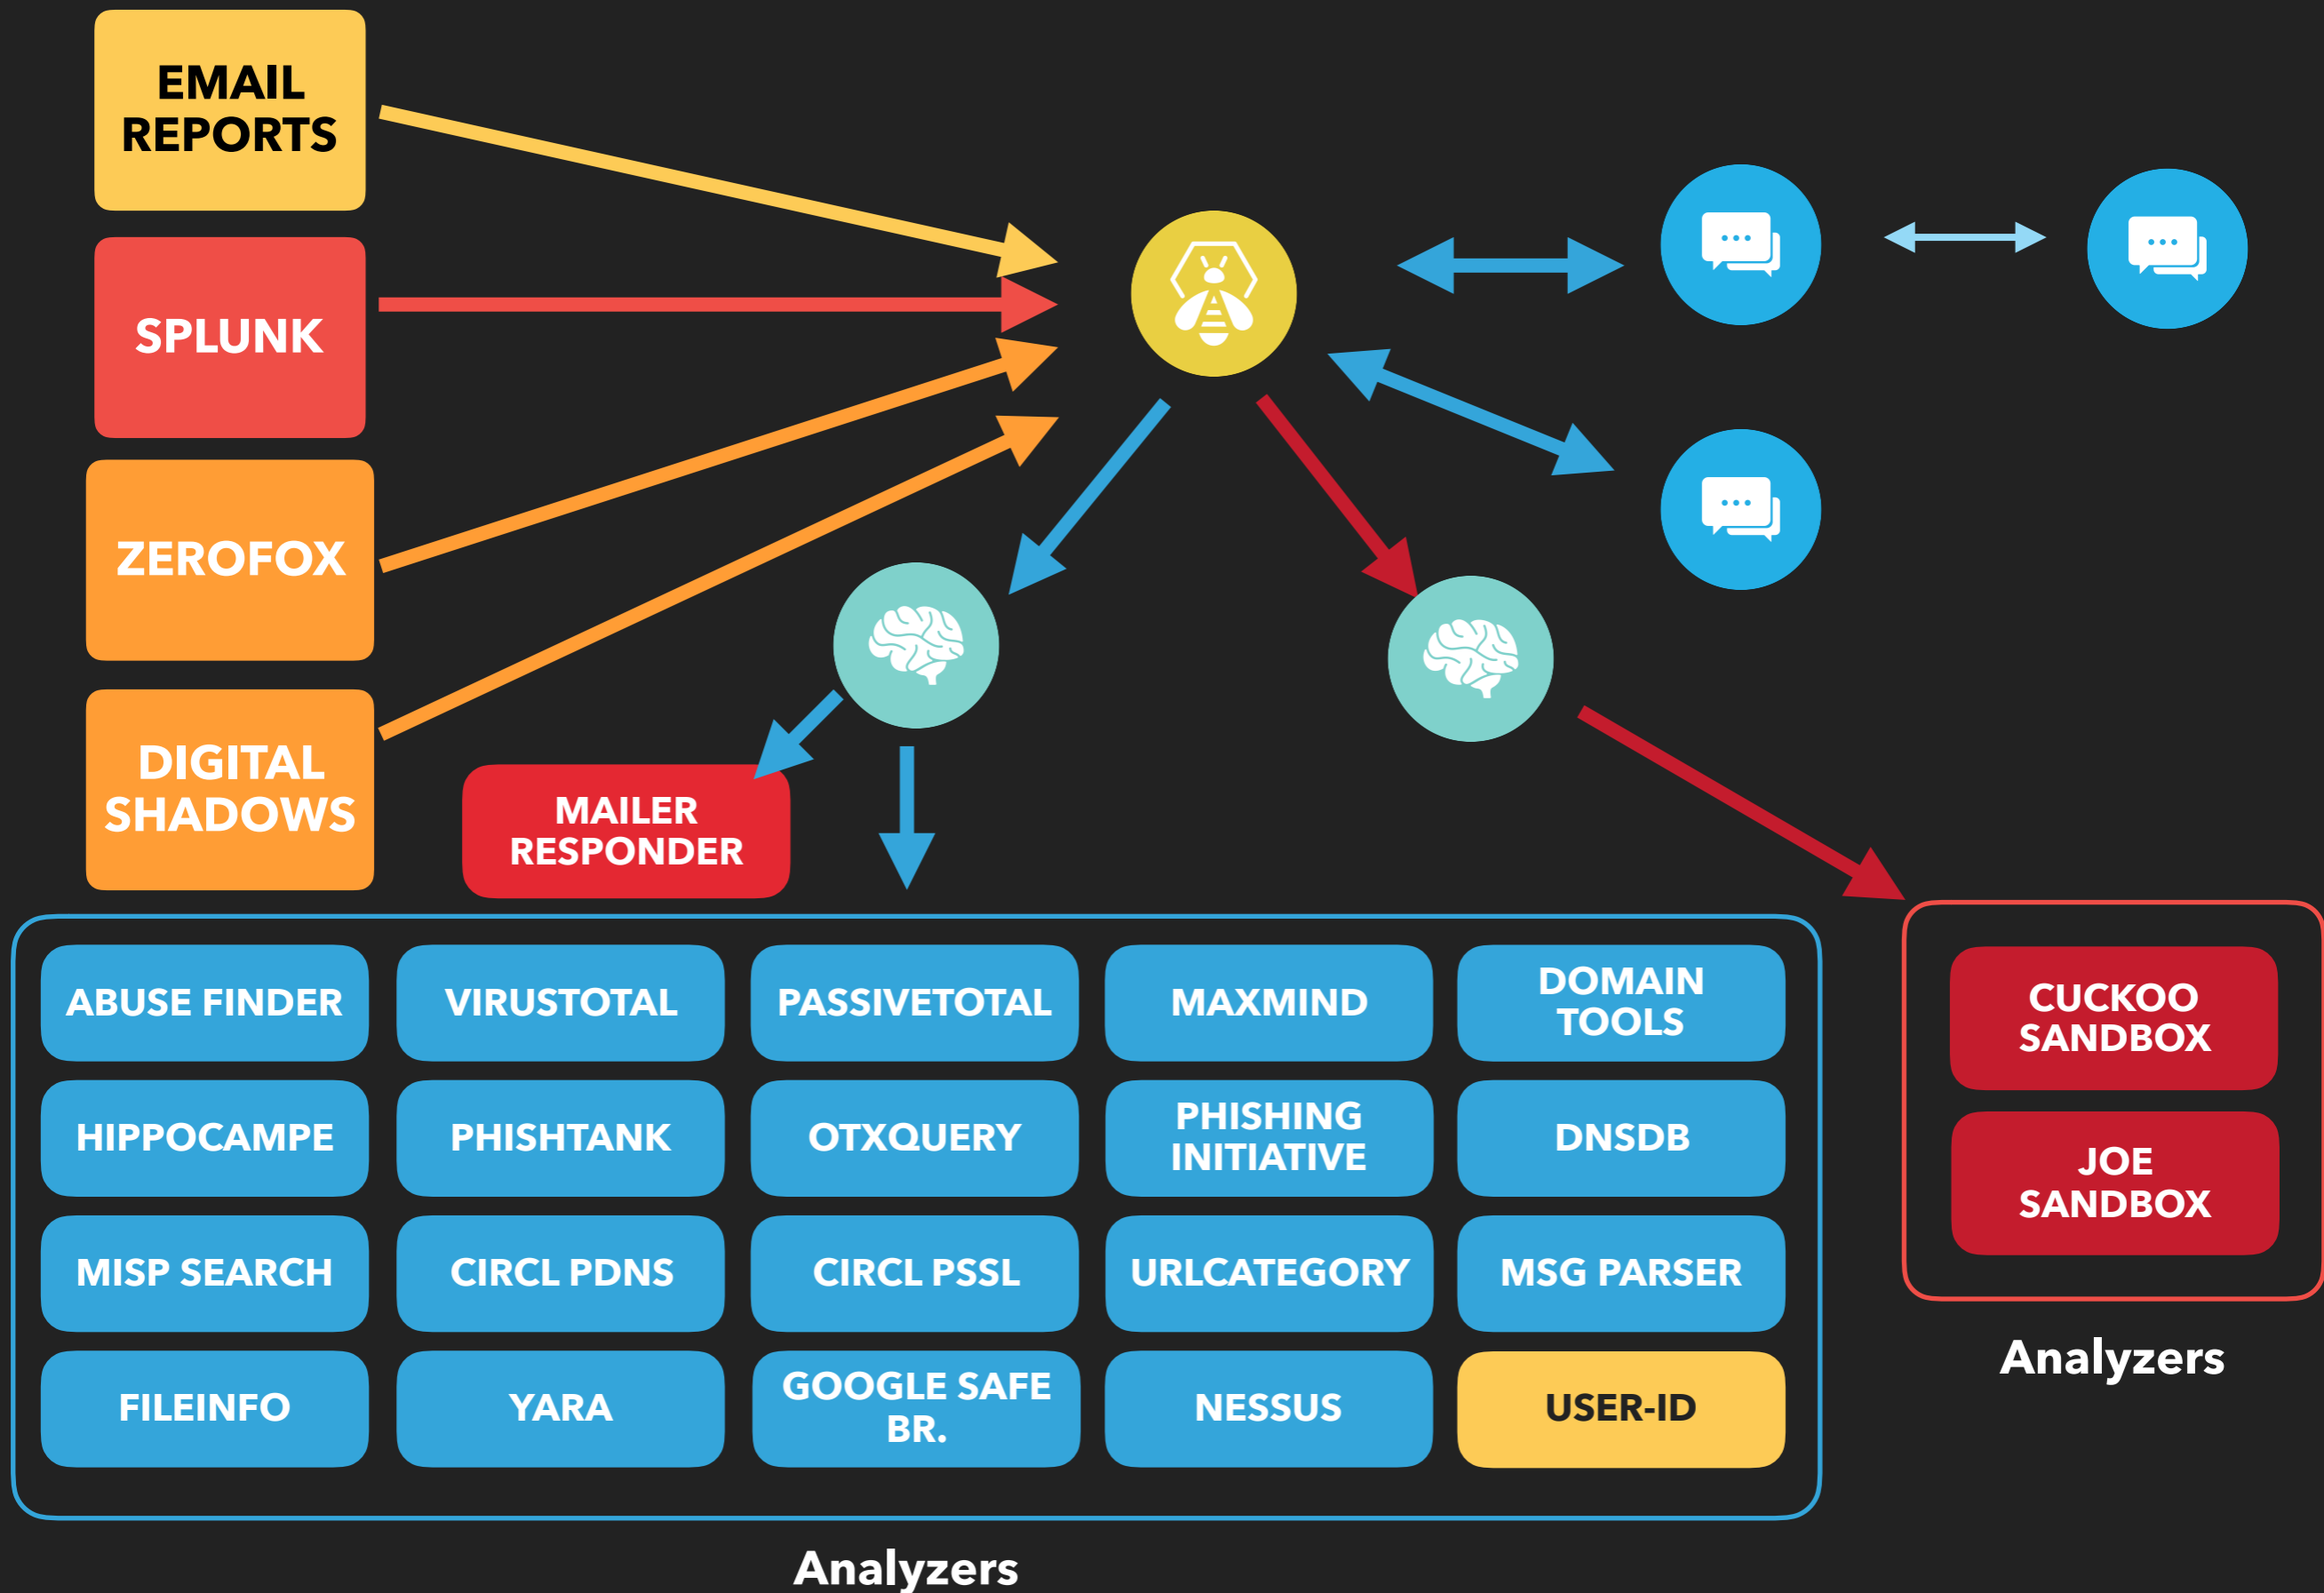 EMAIL
REPORTS
SPLUNK
ZEROFOX
DIGITAL
SHADOWS
MAILER
RESPONDER
ABUSE FINDER
VIRUSTOTAL
PASSIVETOTAL
MAXMIND
DOMAIN
TOOLS
HIPPOCAMPE
PHISHTANK
OTXQUERY
PHISHING
INITIATIVE
DNSDB
MISP SEARCH
CIRCL PDNS
CIRCL PSSL
URLCATEGORY
MSG PARSER
FILEINFO
YARA
GOOGLE SAFE
BR.
NESSUS
USER-ID
Analyzers
CUCKOO
SANDBOX
JOE
SANDBOX
Analyzers